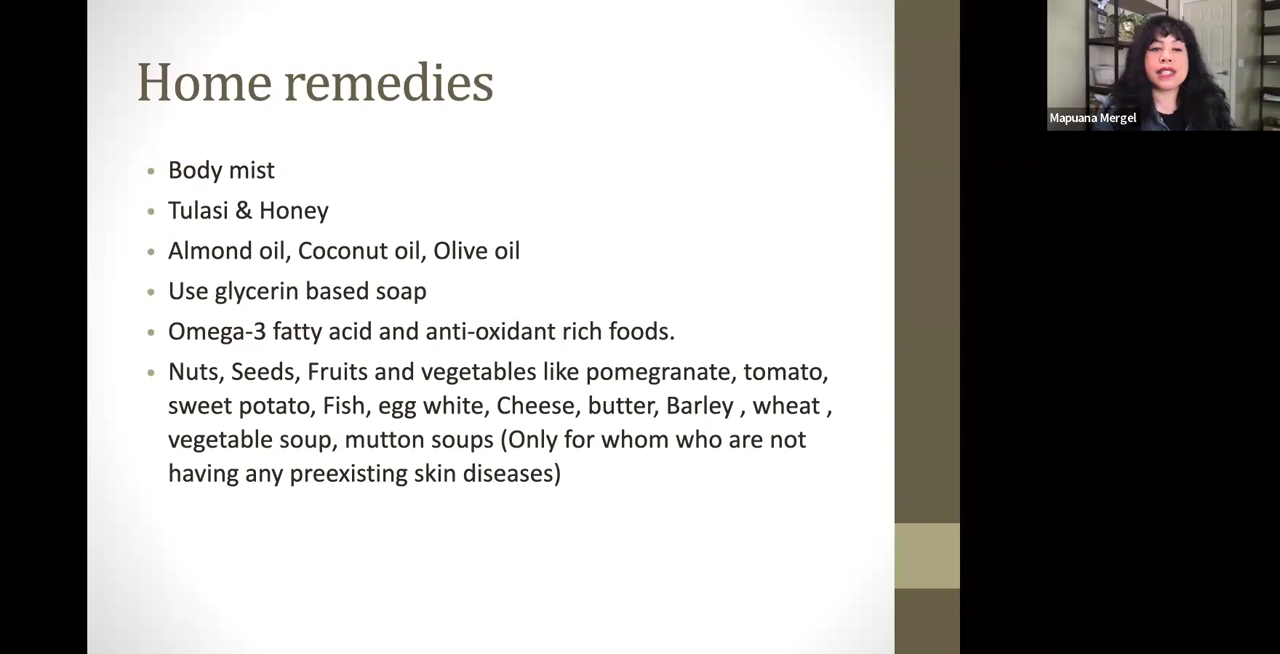 Home remedies
Body mist
Tulasi & Honey
Almond oil, Coconut oil, Olive oil
Use glycerin based soap
Omega-3 fatty acid and anti-oxidant rich foods.
Nuts, Seeds, Fruits and vegetables like pomegranate, tomato,
sweet potato, Fish, egg white, Cheese, butter, Barley , wheat ,
vegetable soup, mutton soups (Only for whom who are not
having any preexisting skin diseases)
Mapuana Mergel